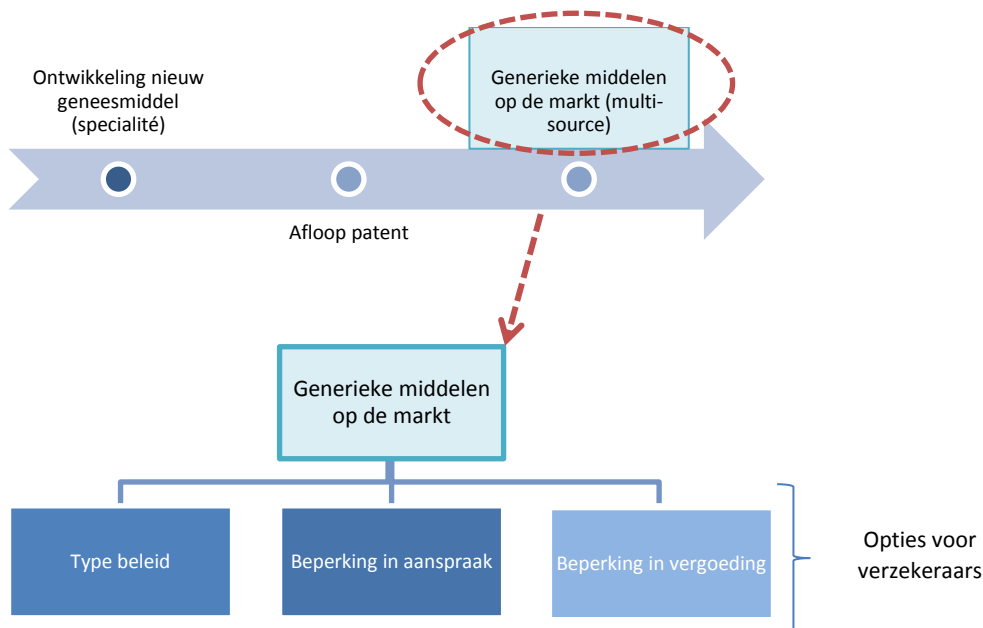 Ontwikkeling nieuw
geneesmiddel
(specialité)
Generieke middelen
op de markt (multi-
source)
Afloop patent
Generieke middelen
op de markt
Type beleid
Beperking in aanspraak
Beperking in vergoeding
Opties voor
verzekeraars